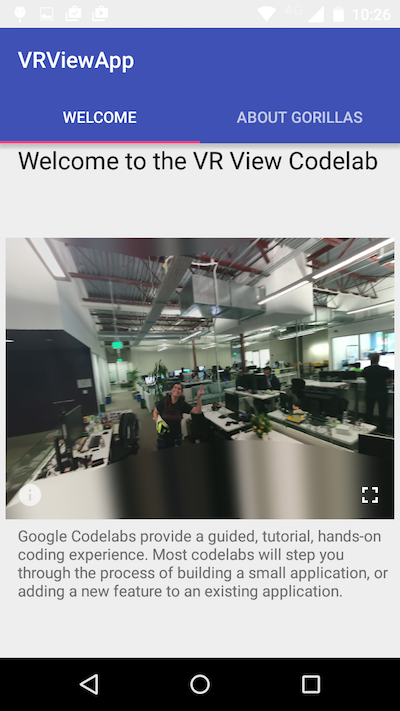 4G 10:26
VRViewApp
WELCOME ABOUT GORILLAS
Welcome to the VR View Codelab
Google Codelabs provide a guided, tutorial, hands-on
coding experience. Most codelabs will step you
through the process of building a small application, or
adding a new feature to an existing application.